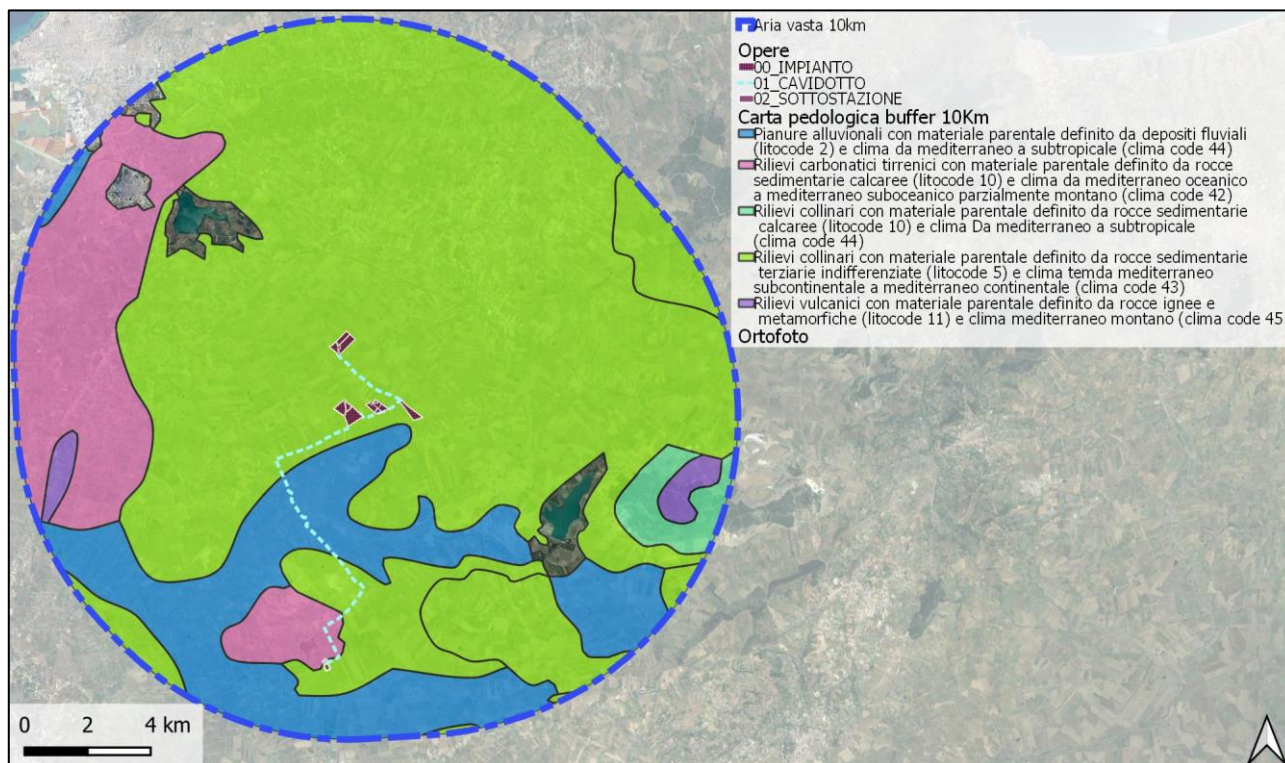 Aria vasta 10km
Opere
00_IMPIANTO
01_CAVIDOTTO
02_SOTTOSTAZIONE
Carta pedologica buffer 10Km
Pianure alluvionali con materiale parentale definito da depositi fluviali
(litocode 2) e clima da mediterraneo a subtropicale (clima code 44)
Rilievi carbonatici tirrenici con materiale parentale definito da rocce
sedimentarie calcaree (litocode 10) e clima da mediterraneo oceanico
a mediterraneo suboceanico parzialmente montano (clima code 42)
Rilievi collinari con materiale parentale definito da rocce sedimentarie
calcaree (litocode 10) e clima Da mediterraneo a subtropicale
(clima code 44)
Rilievi collinari con materiale parentale definito da rocce sedimentarie
terziarie indifferenziate (litocode 5) e clima temda mediterraneo
subcontinentale a mediterraneo continentale (clima code 43)
Rilievi vulcanici con materiale parentale definito da rocce ignee e
metamorfiche (litocode 11) e clima mediterraneo montano (clima code 45
Ortofoto
0 2 4 km